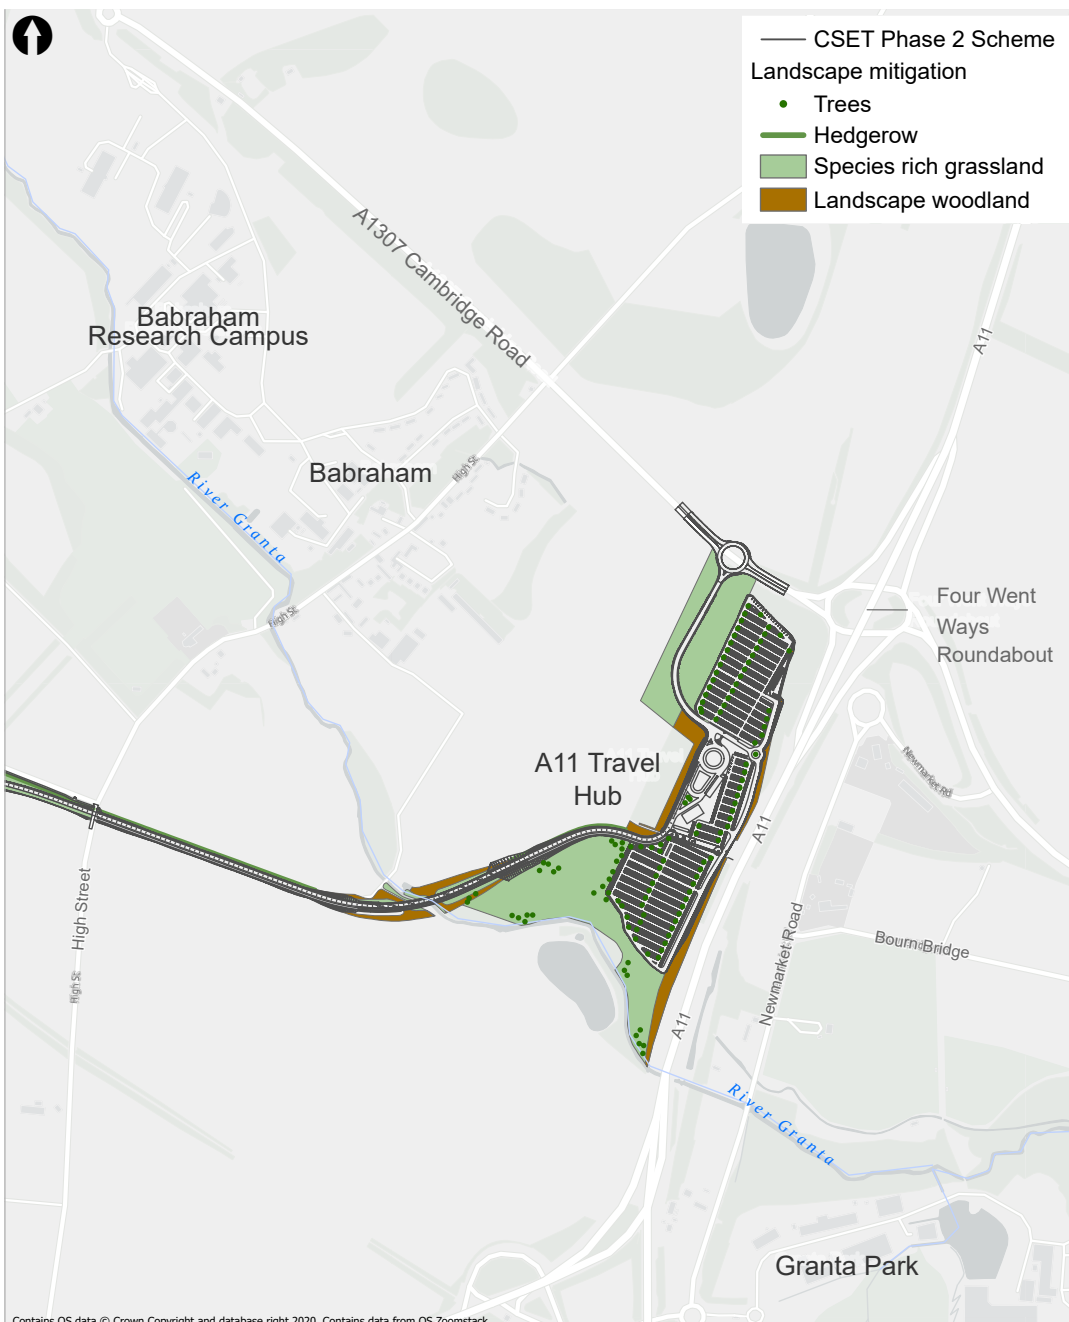 CSET Phase 2 Scheme
Landscape mitigation
Trees
Hedgerow
Species rich grassland
Landscape woodland
A1307 Cambridge Road
A11
Babraham
Research Campus
Babraham
High St.
River Granta
High St.
Four Went
Ways
Roundabout
Newmarket Rd
A11 Travel
Hub
A11
High Street
High St.
Newmarket Road
Bourn Bridge
A11
River Granta
Granta Park
Contains OS data © Crown Copyright and database right 2020. Contains data from OS Zoomstack